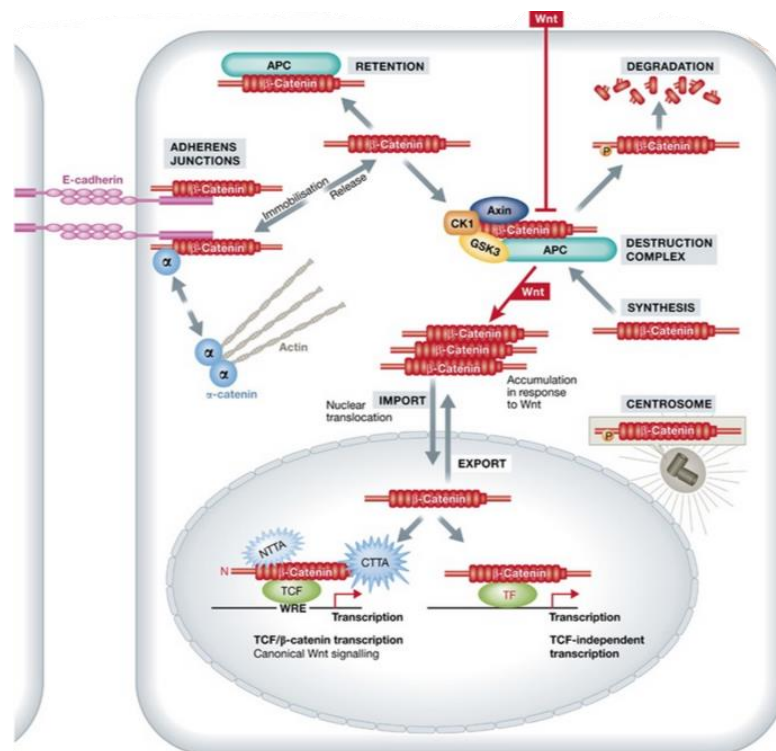 Wnt
APC
RETENTION
β-Catenin
DEGRADATION
β-Catenin
P
β-Catenin
ADHERENS
JUNCTIONS
E-cadherin
β-Catenin
Immobilisation
Release
Axin
CK1
β-Catenin
GSK3
APC
DESTRUCTION
COMPLEX
β-Catenin
α
Wnt
SYNTHESIS
β-Catenin
Actin
α
α
α-catenin
β-Catenin
β-Catenin
β-Catenin
Accumulation
in response
to Wnt
IMPORT
Nuclear
translocation
CENTROSOME
P
β-Catenin
EXPORT
β-Catenin
NTTA
CTTA
N
β-Catenin
TCF
WRE
Transcription
TCF/β-catenin transcription
Canonical Wnt signalling
β-Catenin
TF
Transcription
TCF-independent
transcription